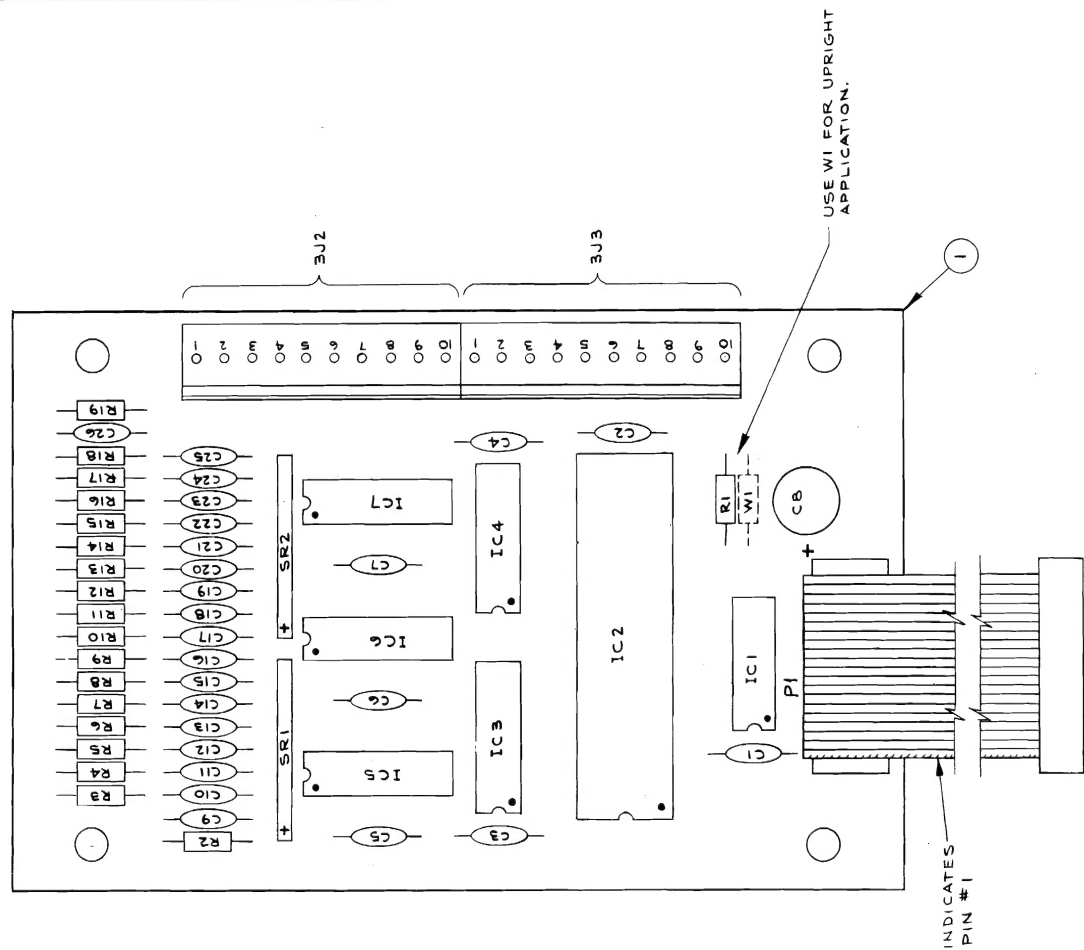 R19
C26
R18
R17
R16
R15
R14
R13
R12
R11
R10
R9
R8
R7
R6
R5
R4
R3
C25
C24
C23
C22
C21
C20
C19
C18
C17
C16
C15
C14
C13
C12
C11
C10
C9
R2
SR2
+
SR1
+
IC7
C7
IC6
C6
IC5
C5
C4
IC4
IC3
C3
C2
IC2
3J2
1
2
3
4
5
6
7
8
9
10
3J3
1
2
3
4
5
6
7
8
9
10
R1
W1
C8
+
IC1
P1
C1
USE W1 FOR UPRIGHT
APPLICATION.
1
INDICATES
PIN #1